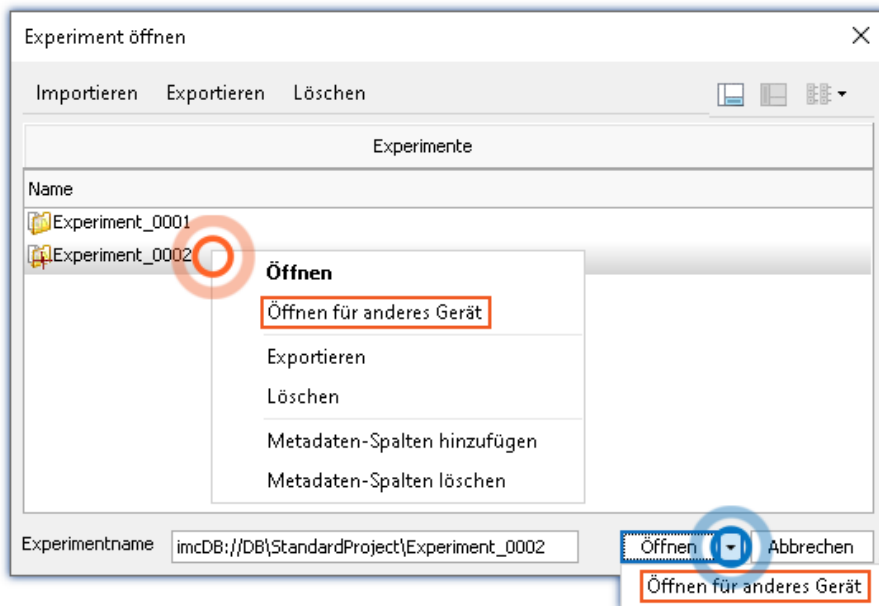 Experiment öffnen
Importieren Exportieren Löschen
Experimente
Name
Experiment_0001
Experiment_0002
Öffnen
Öffnen für anderes Gerät
Exportieren
Löschen
Metadaten-Spalten hinzufügen
Metadaten-Spalten löschen
Experimentname imcDB://DB\StandardProject\Experiment_0002 Öffnen Abbrechen
Öffnen für anderes Gerät